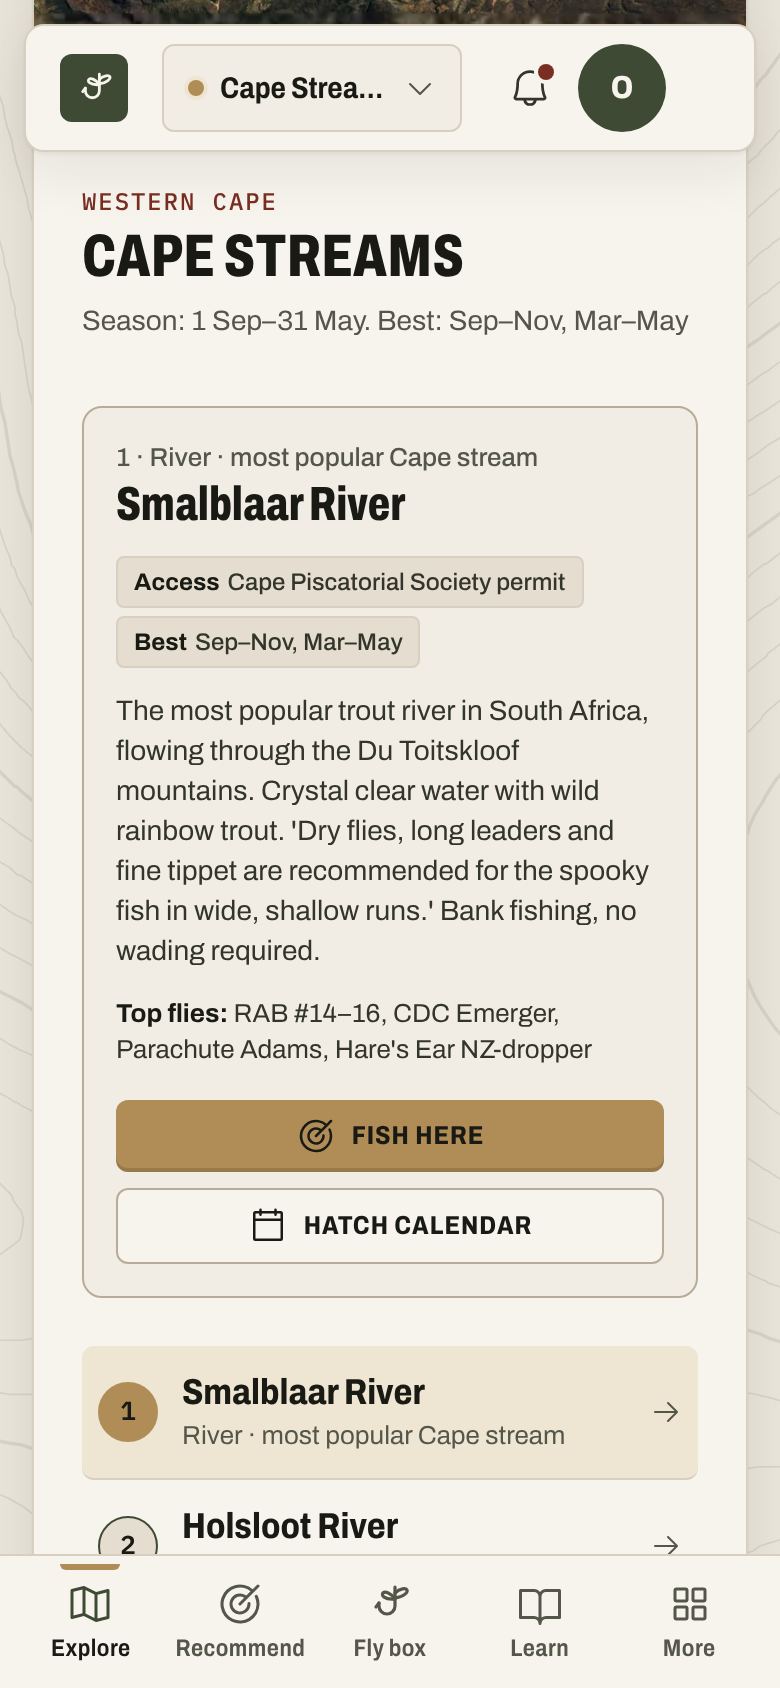 Cape Strea...
O
WESTERN CAPE
CAPE STREAMS
Season: 1 Sep–31 May. Best: Sep–Nov, Mar–May
1 · River · most popular Cape stream
Smalblaar River
Access Cape Piscatorial Society permit
Best Sep–Nov, Mar–May
The most popular trout river in South Africa,
flowing through the Du Toitskloof
mountains. Crystal clear water with wild
rainbow trout. 'Dry flies, long leaders and
fine tippet are recommended for the spooky
fish in wide, shallow runs.' Bank fishing, no
wading required.
Top flies: RAB #14–16, CDC Emerger,
Parachute Adams, Hare's Ear NZ-dropper
FISH HERE
HATCH CALENDAR
1
Smalblaar River
River · most popular Cape stream
2
Holsloot River
Explore
Recommend
Fly box
Learn
More